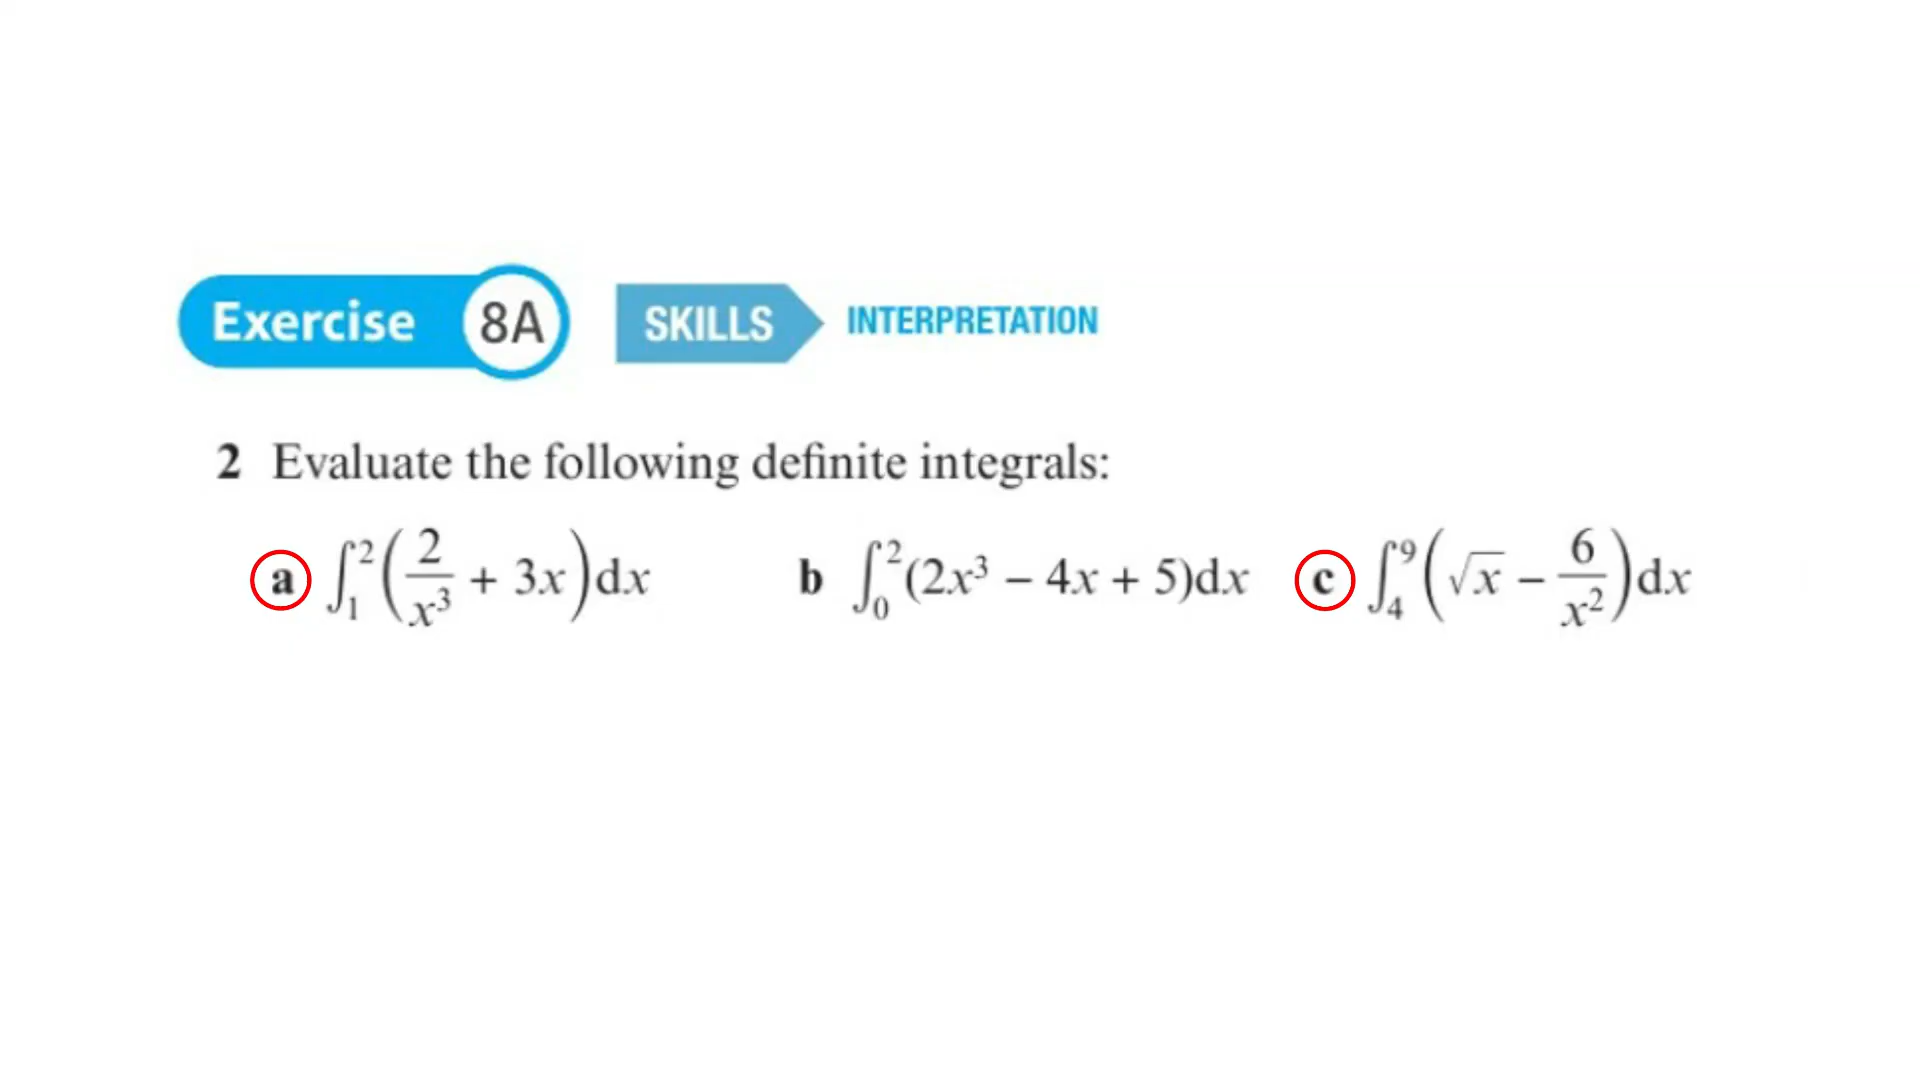 Exercise 8A SKILLS INTERPRETATION
2 Evaluate the following definite integrals:
a ∫₁² (2/x³ + 3x) dx b ∫₀² (2x³ – 4x + 5)dx c ∫₄⁹ (√x – 6/x²) dx